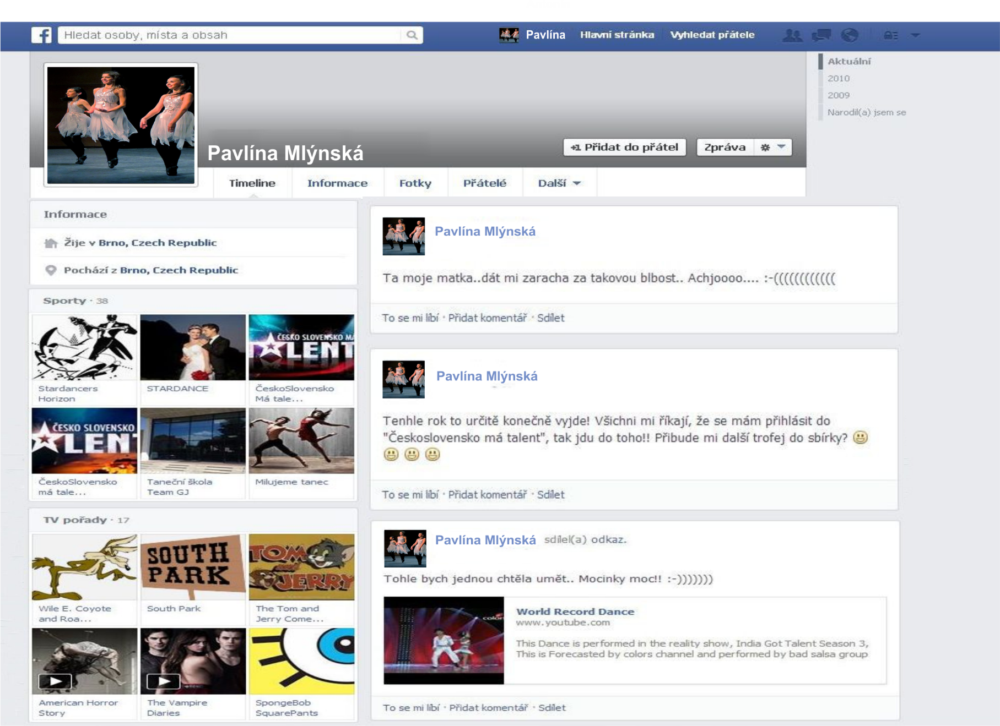 Hledat osoby, místa a obsah
Pavlína Hlavní stránka Vyhledat přátele
Aktuální
2010
2009
Narodil(a) jsem se
Pavlína Mlýnská
+1 Přidat do přátel Zpráva
Timeline Informace Fotky Přátelé Další
Informace
Žije v Brno, Czech Republic
Pochází z Brno, Czech Republic
Sporty · 38
ČESKO SLOVENSKO MÁ
TALENT
Stardancers
Horizon
STARDANCE
ČeskoSlovensko
Má tale...
ČESKO SLOVENSKO
ALENT
ČeskoSlovensko
má tale...
Taneční škola
Team GJ
Milujeme tanec
TV pořady · 17
SOUTH
PARK
TOM
and
JERRY
Wile E. Coyote
and Roa...
South Park
The Tom and
Jerry Come...
American Horror
Story
The Vampire
Diaries
SpongeBob
SquarePants
Pavlína Mlýnská
Ta moje matka..dát mi zaracha za takovou blbost.. Achjoooo.... :-((((((((((((
To se mi líbí · Přidat komentář · Sdílet
Pavlína Mlýnská
Tenhle rok to určitě konečně vyjde! Všichni mi říkají, že se mám přihlásit do
"Československo má talent", tak jdu do toho!! Přibude mi další trofej do sbírky?
To se mi líbí · Přidat komentář · Sdílet
Pavlína Mlýnská sdílel(a) odkaz.
Tohle bych jednou chtěla umět.. Mocinky moc!! :-)))))))
colors
World Record Dance
www.youtube.com
This Dance is performed in the reality show, India Got Talent Season 3,
This is Forecasted by colors channel and performed by bad salsa group
To se mi líbí · Přidat komentář · Sdílet